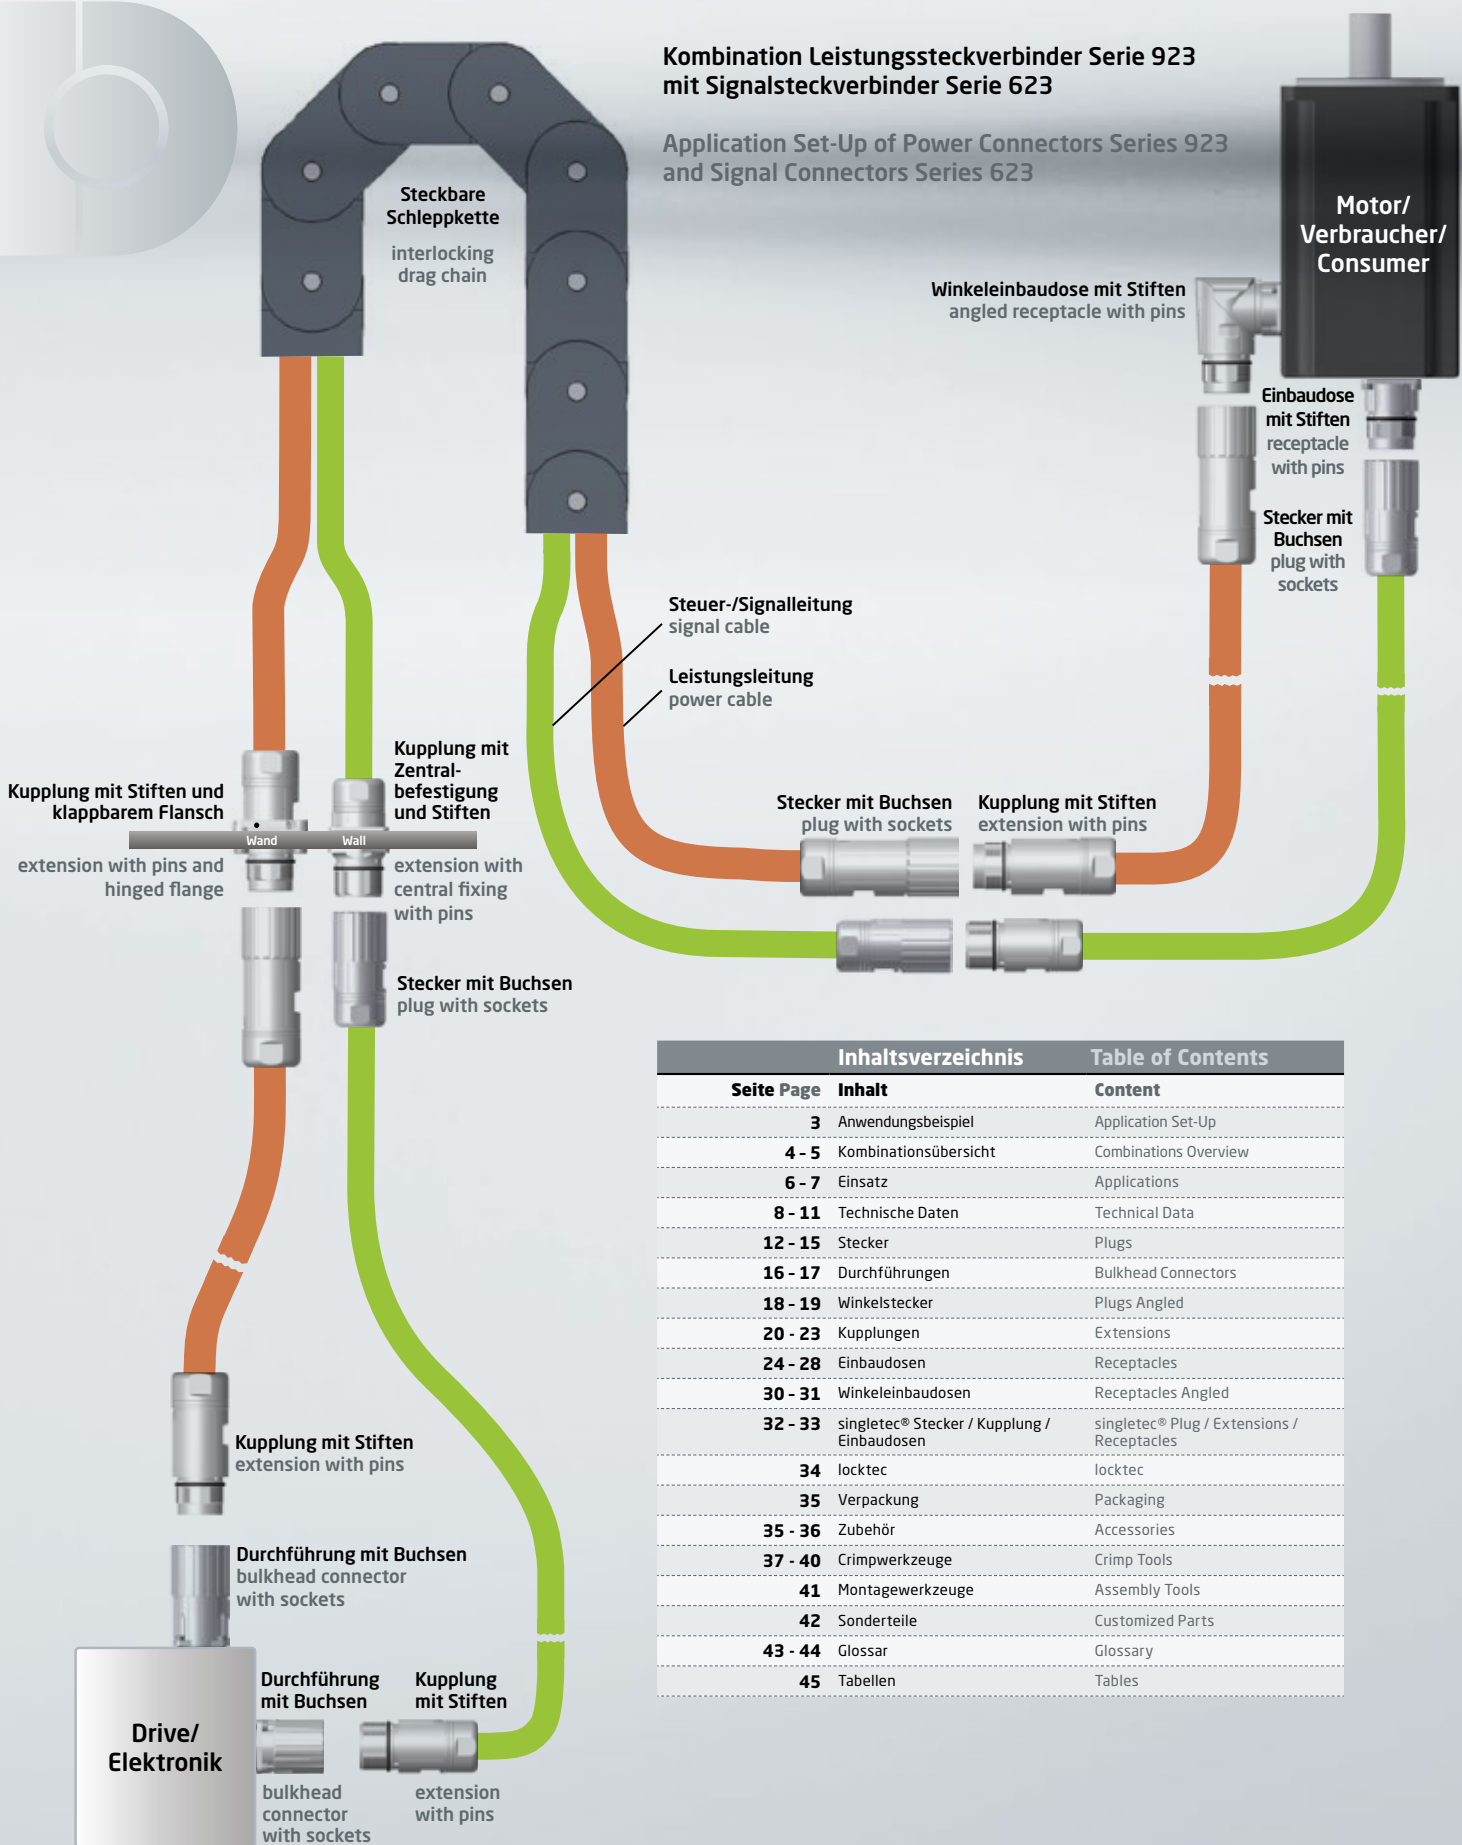 Kombination Leistungssteckverbinder Serie 923
mit Signalsteckverbinder Serie 623
Application Set-Up of Power Connectors Series 923
and Signal Connectors Series 623
Steckbare
Schleppkette
interlocking
drag chain
Motor/
Verbraucher/
Consumer
Winkeleinbaudose mit Stiften
angled receptacle with pins
Einbaudose
mit Stiften
receptacle
with pins
Stecker mit
Buchsen
plug with
sockets
Steuer-/Signalleitung
signal cable
Leistungsleitung
power cable
Kupplung mit Stiften und
klappbarem Flansch
Wand
extension with pins and
hinged flange
Kupplung mit
Zentral-
befestigung
und Stiften
Wall
extension with
central fixing
with pins
Stecker mit Buchsen
plug with sockets
Kupplung mit Stiften
extension with pins
Stecker mit Buchsen
plug with sockets
Inhaltsverzeichnis Table of Contents
Seite Page Inhalt Content
3 Anwendungsbeispiel Application Set-Up
4 – 5 Kombinationsübersicht Combinations Overview
6 – 7 Einsatz Applications
8 – 11 Technische Daten Technical Data
12 – 15 Stecker Plugs
16 – 17 Durchführungen Bulkhead Connectors
18 – 19 Winkelstecker Plugs Angled
20 - 23 Kupplungen Extensions
24 – 28 Einbaudosen Receptacles
30 – 31 Winkeleinbaudosen Receptacles Angled
32 – 33 singletec® Stecker / Kupplung / singletec® Plug / Extensions /
Einbaudosen Receptacles
34 locktec locktec
35 Verpackung Packaging
35 - 36 Zubehör Accessories
37 - 40 Crimpwerkzeuge Crimp Tools
41 Montagewerkzeuge Assembly Tools
42 Sonderteile Customized Parts
43 - 44 Glossar Glossary
45 Tabellen Tables
Kupplung mit Stiften
extension with pins
Durchführung mit Buchsen
bulkhead connector
with sockets
Drive/
Elektronik
Durchführung
mit Buchsen
bulkhead
connector
with sockets
Kupplung
mit Stiften
extension
with pins